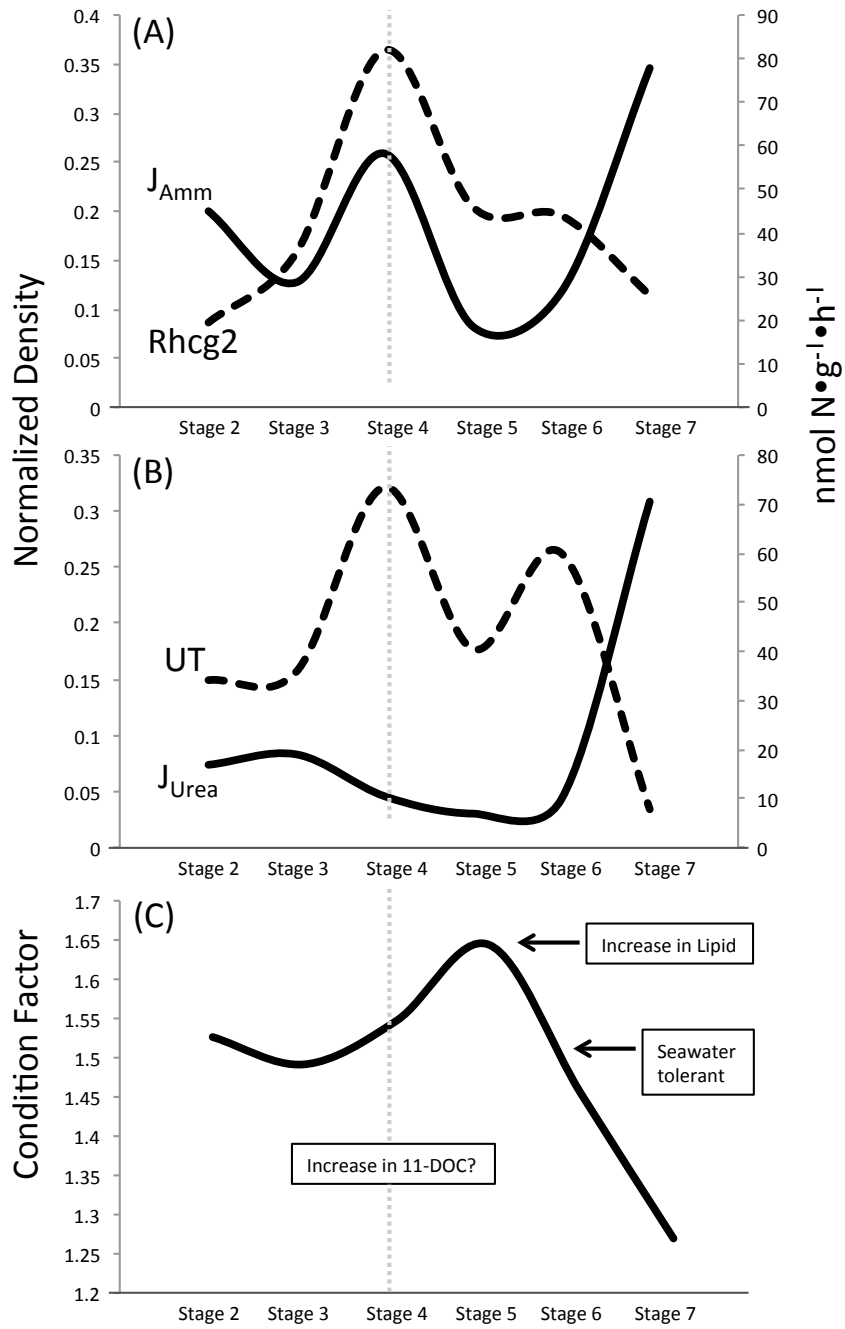 (A)
0.4
0.35
0.3
0.25
0.2
0.15
0.1
0.05
0
90
80
70
60
50
40
30
20
10
0
J_Amm
Rhcg2
Stage 2 Stage 3 Stage 4 Stage 5 Stage 6 Stage 7
Normalized Density
nmol N•g⁻ˡ•h⁻ˡ
(B)
0.35
0.3
0.25
0.2
0.15
0.1
0.05
0
80
70
60
50
40
30
20
10
0
UT
J_Urea
Stage 2 Stage 3 Stage 4 Stage 5 Stage 6 Stage 7
(C)
1.7
1.65
1.6
1.55
1.5
1.45
1.4
1.35
1.3
1.25
1.2
Condition Factor
Increase in Lipid
Seawater
tolerant
Increase in 11-DOC?
Stage 2 Stage 3 Stage 4 Stage 5 Stage 6 Stage 7